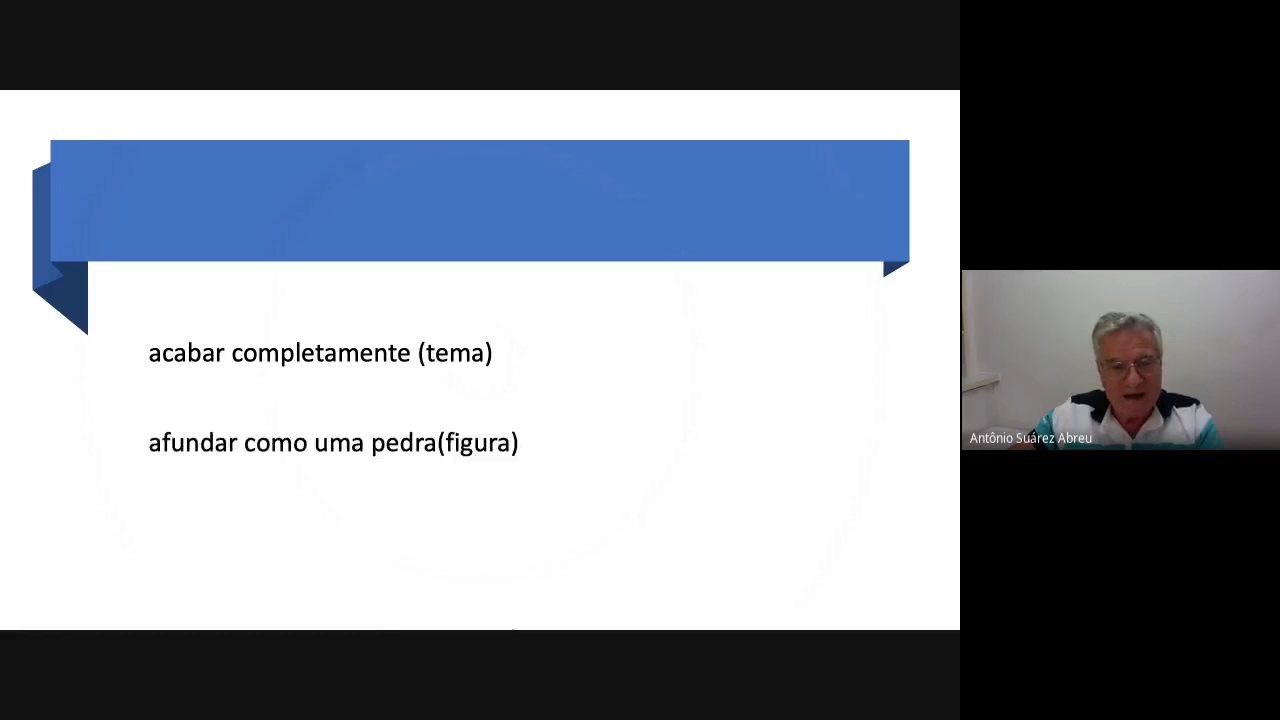 acabar completamente (tema)
afundar como uma pedra(figura)
Antônio Suárez Abreu